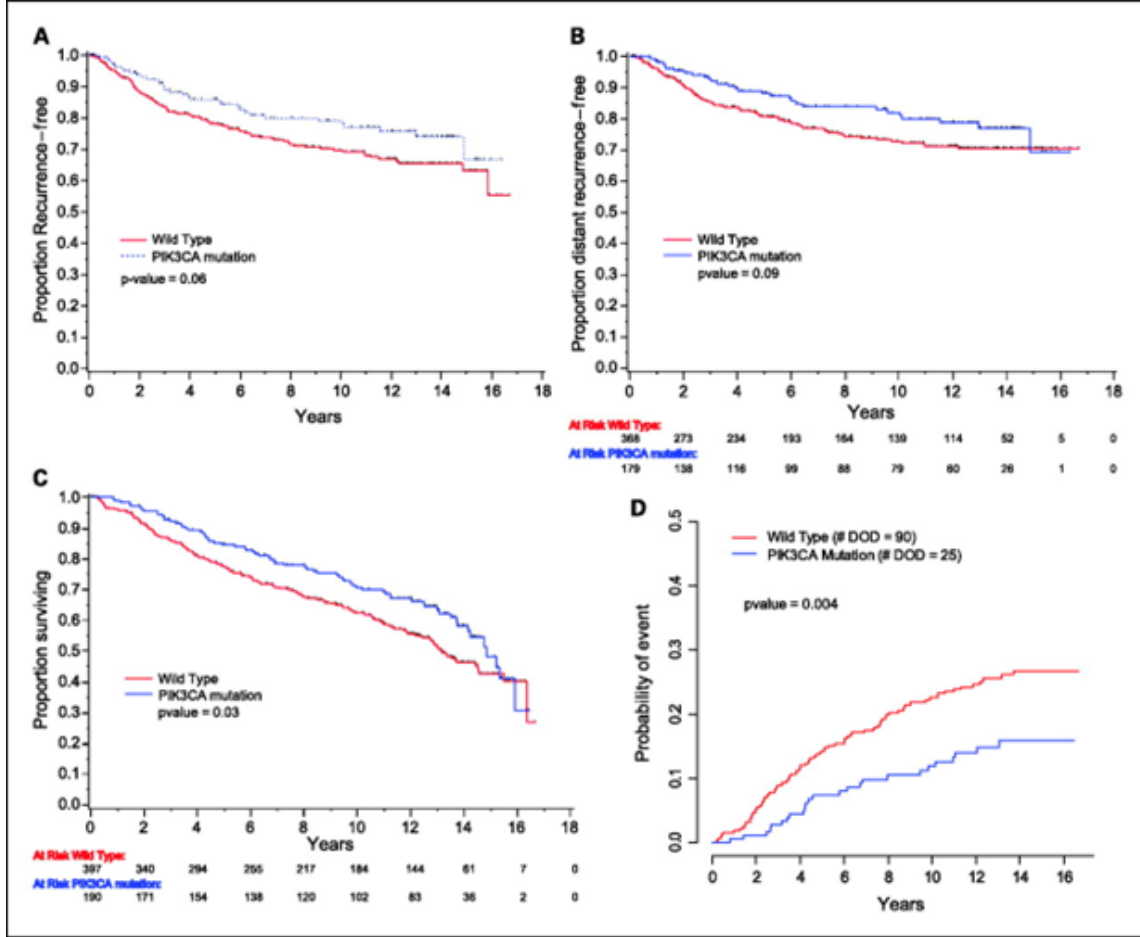 A
Proportion Recurrence-free
1.0
0.9
0.8
0.7
0.6
0.5
0.4
0.3
0.2
0.1
0.0
Wild Type
PIK3CA mutation
p-value = 0.06
0 2 4 6 8 10 12 14 16 18
Years
B
Proportion distant recurrence-free
1.0
0.9
0.8
0.7
0.6
0.5
0.4
0.3
0.2
0.1
0.0
Wild Type
PIK3CA mutation
pvalue = 0.09
0 2 4 6 8 10 12 14 16 18
Years
At Risk Wild Type:
368 273 234 193 164 139 114 52 5 0
At Risk PIK3CA mutation:
179 138 116 99 88 79 60 26 1 0
C
Proportion surviving
1.0
0.9
0.8
0.7
0.6
0.5
0.4
0.3
0.2
0.1
0.0
Wild Type
PIK3CA mutation
pvalue = 0.03
0 2 4 6 8 10 12 14 16 18
Years
At Risk Wild Type:
397 340 294 255 217 184 144 61 7 0
At Risk PIK3CA mutation:
190 171 154 138 120 102 83 36 2 0
D
Probability of event
0.5
0.4
0.3
0.2
0.1
0.0
Wild Type (# DOD = 90)
PIK3CA Mutation (# DOD = 25)
pvalue = 0.004
0 2 4 6 8 10 12 14 16
Years